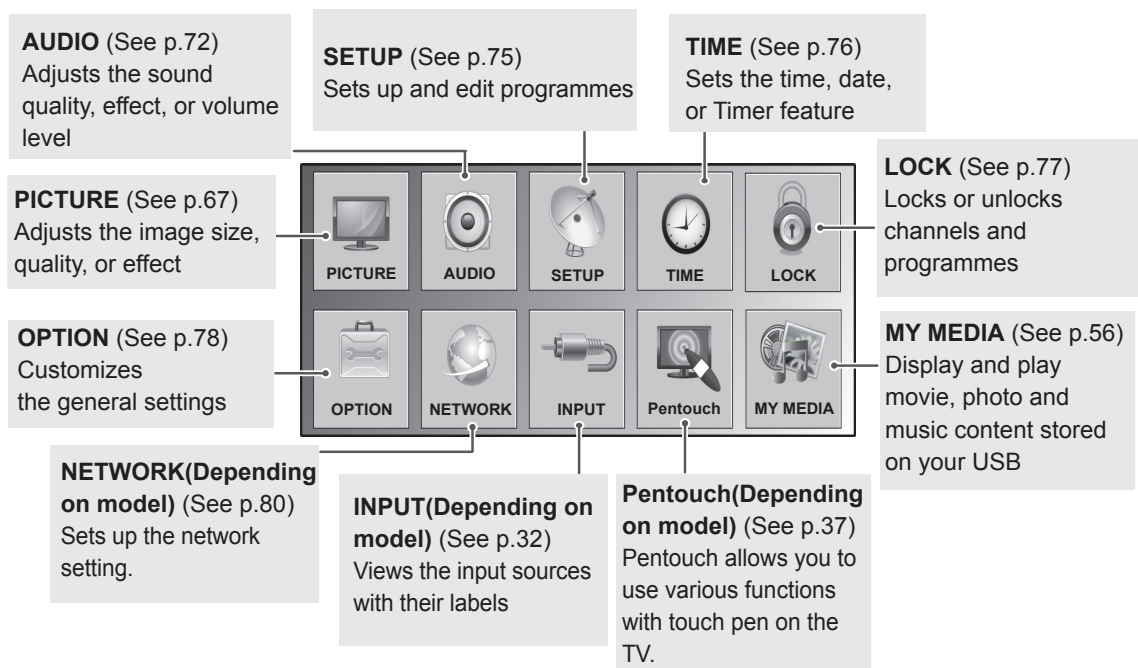 AUDIO (See p.72)
Adjusts the sound
quality, effect, or volume
level
SETUP (See p.75)
Sets up and edit programmes
TIME (See p.76)
Sets the time, date,
or Timer feature
LOCK (See p.77)
Locks or unlocks
channels and
programmes
PICTURE (See p.67)
Adjusts the image size,
quality, or effect
PICTURE
AUDIO
SETUP
TIME
LOCK
OPTION (See p.78)
Customizes
the general settings
OPTION
NETWORK
INPUT
Pentouch
MY MEDIA
MY MEDIA (See p.56)
Display and play
movie, photo and
music content stored
on your USB
NETWORK(Depending
on model) (See p.80)
Sets up the network
setting.
INPUT(Depending on
model) (See p.32)
Views the input sources
with their labels
Pentouch(Depending
on model) (See p.37)
Pentouch allows you to
use various functions
with touch pen on the
TV.